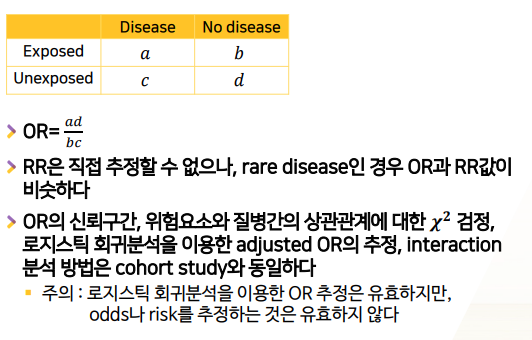 Disease No disease
Exposed a b
Unexposed c d
OR= ad/bc
RR은 직접 추정할 수 없으나, rare disease인 경우 OR과 RR값이
비슷하다
OR의 신뢰구간, 위험요소와 질병간의 상관관계에 대한 χ² 검정,
로지스틱 회귀분석을 이용한 adjusted OR의 추정, interaction
분석 방법은 cohort study와 동일하다
주의 : 로지스틱 회귀분석을 이용한 OR 추정은 유효하지만,
odds나 risk를 추정하는 것은 유효하지 않다